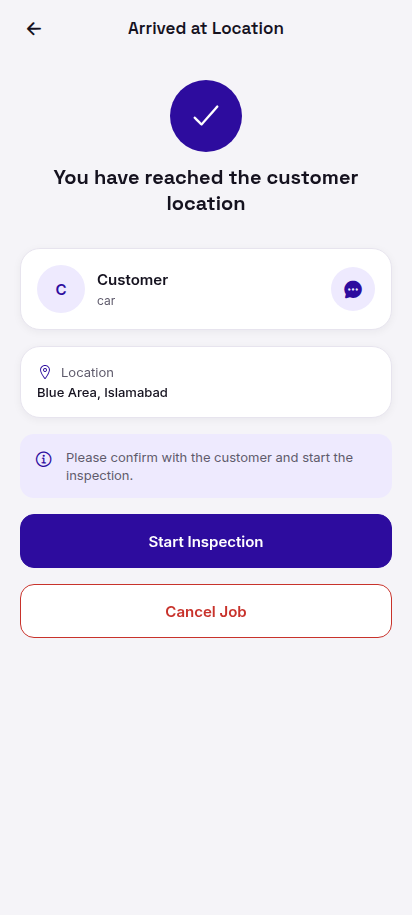 Arrived at Location
You have reached the customer
location
C
Customer
car
Location
Blue Area, Islamabad
Please confirm with the customer and start the
inspection.
Start Inspection
Cancel Job